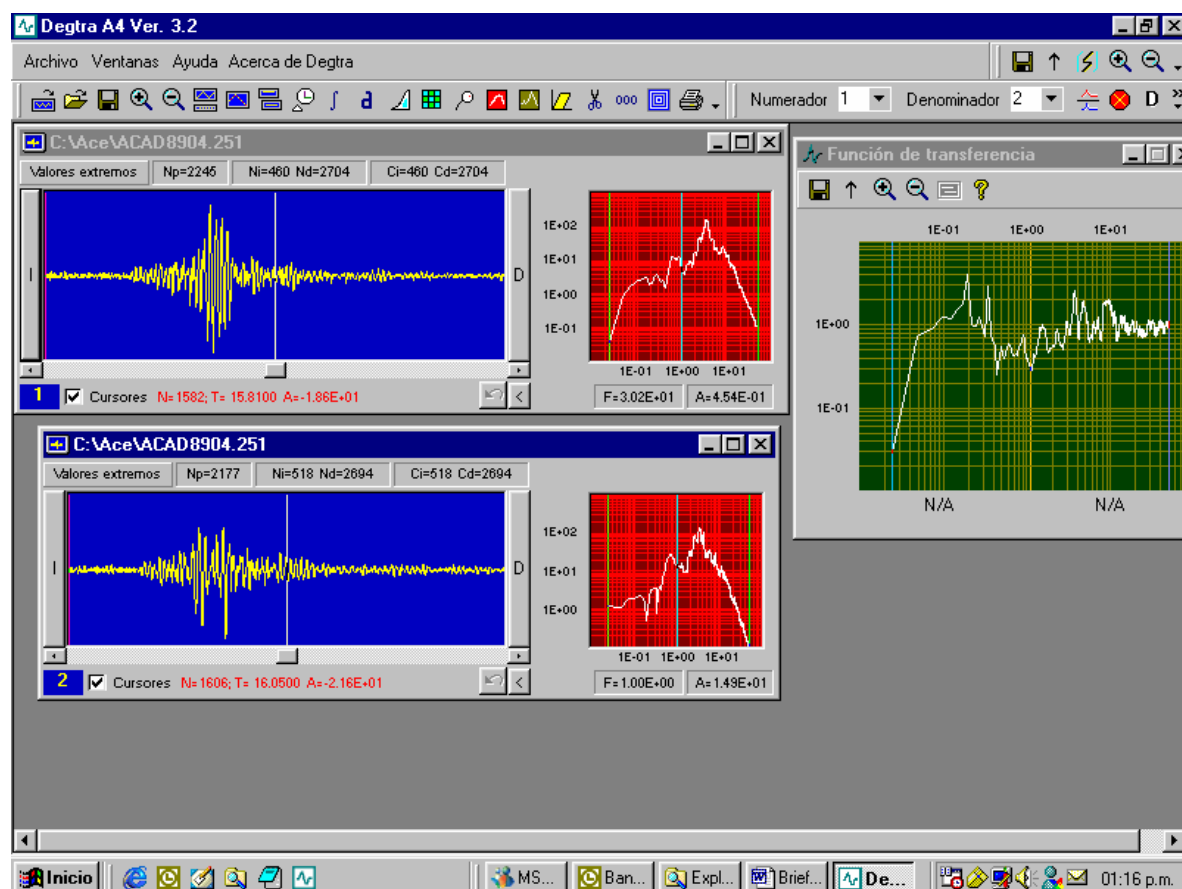 Degtra A4 Ver. 3.2
Archivo Ventanas Ayuda Acerca de Degtra
Numerador 1 Denominador 2 D
C:\Ace\ACAD8904.251
Valores extremos Np=2245 Ni=460 Nd=2704 Ci=460 Cd=2704
I D
1E+02
1E+01
1E+00
1E-01
1E-01 1E+00 1E+01
1 Cursores N=1582; T= 15.8100 A=-1.86E+01 F=3.02E+01 A=4.54E-01
Función de transferencia
1E-01 1E+00 1E+01
1E+00
1E-01
N/A N/A
C:\Ace\ACAD8904.251
Valores extremos Np=2177 Ni=518 Nd=2694 Ci=518 Cd=2694
I D
1E+02
1E+01
1E+00
1E-01 1E+00 1E+01
2 Cursores N=1606; T= 16.0500 A=-2.16E+01 F=1.00E+00 A=1.49E+01
Inicio MS... Ban... Expl... Brief... De... 01:16 p.m.